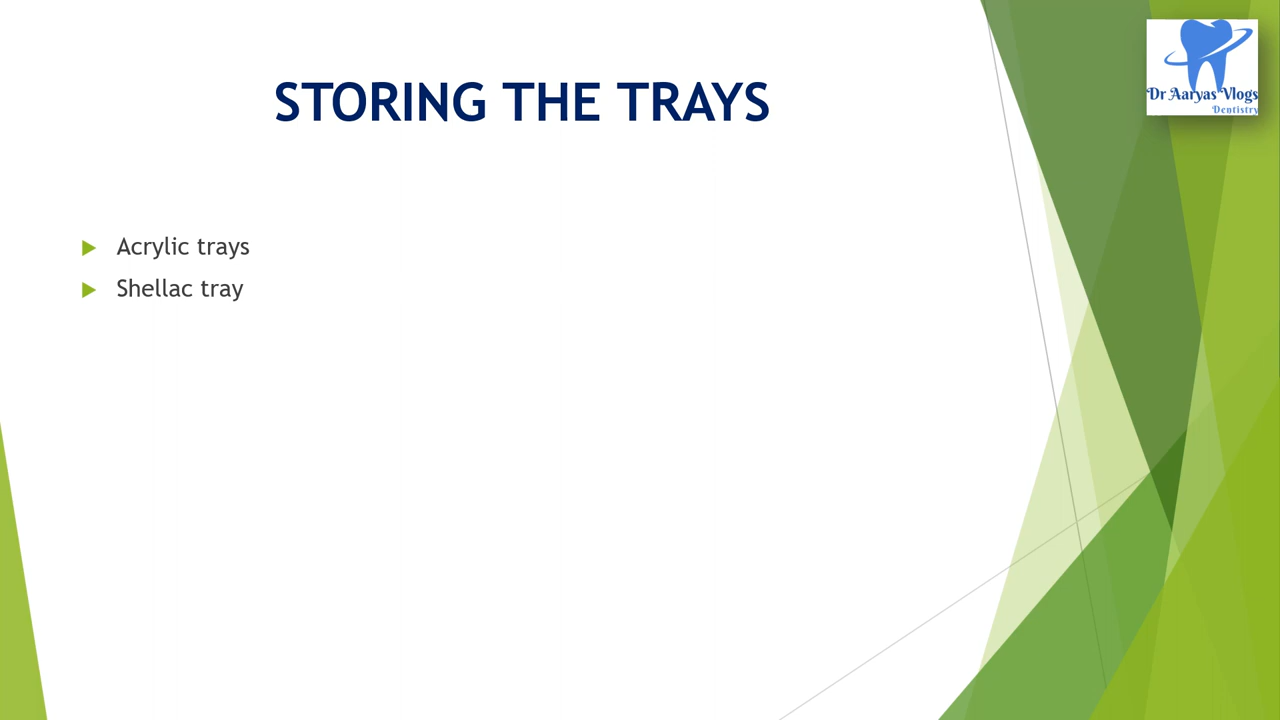 STORING THE TRAYS
Dr Aaryas Vlogs
Dentistry
Acrylic trays
Shellac tray